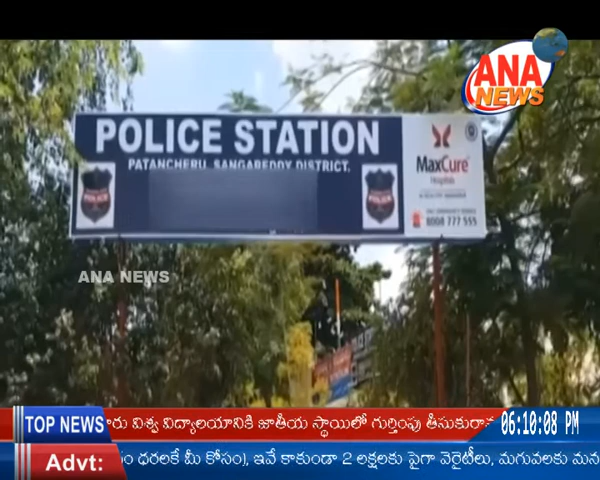 ANA
NEWS
POLICE STATION
PATANCHERU, SANGAREDDY DISTRICT.
MaxCure
Hospitals
8008 777 555
ANA NEWS
TOP NEWS
రు విశ్వ విద్యాలయానికి జాతీయ స్థాయిలో గుర్తింపు తీసుకురా
06:10:08 PM
Advt:
ధరలకే మీ కోసం), ఇవే కాకుండా 2 లక్షలకు పైగా వెరైటీలు, మగువలకు మన